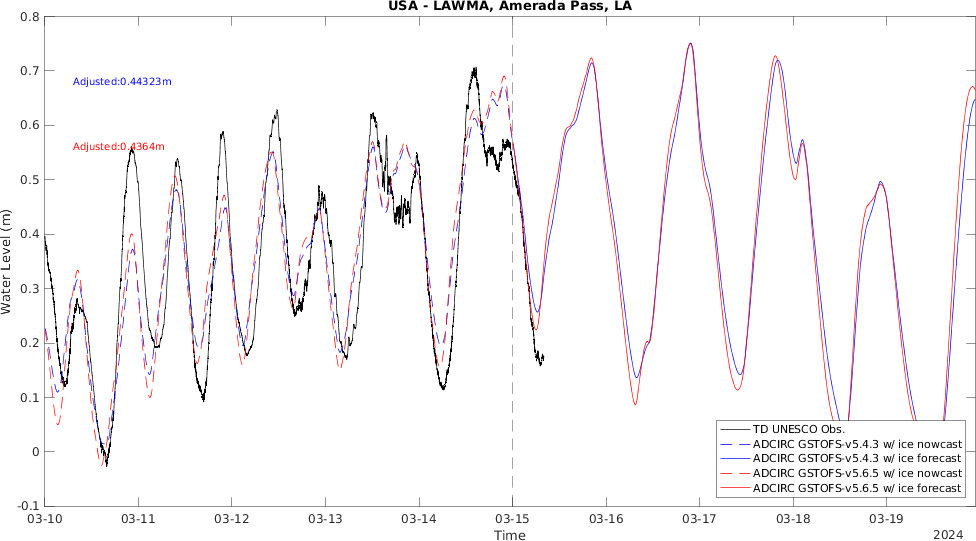 USA - LAWMA, Amerada Pass, LA
0.8
0.7
0.6
0.5
0.4
0.3
0.2
0.1
0
-0.1
Water Level (m)
Adjusted:0.44323m
Adjusted:0.4364m
TD UNESCO Obs.
ADCIRC GSTOFS-v5.4.3 w/ ice nowcast
ADCIRC GSTOFS-v5.4.3 w/ ice forecast
ADCIRC GSTOFS-v5.6.5 w/ ice nowcast
ADCIRC GSTOFS-v5.6.5 w/ ice forecast
03-10 03-11 03-12 03-13 03-14 03-15 03-16 03-17 03-18 03-19
Time
2024